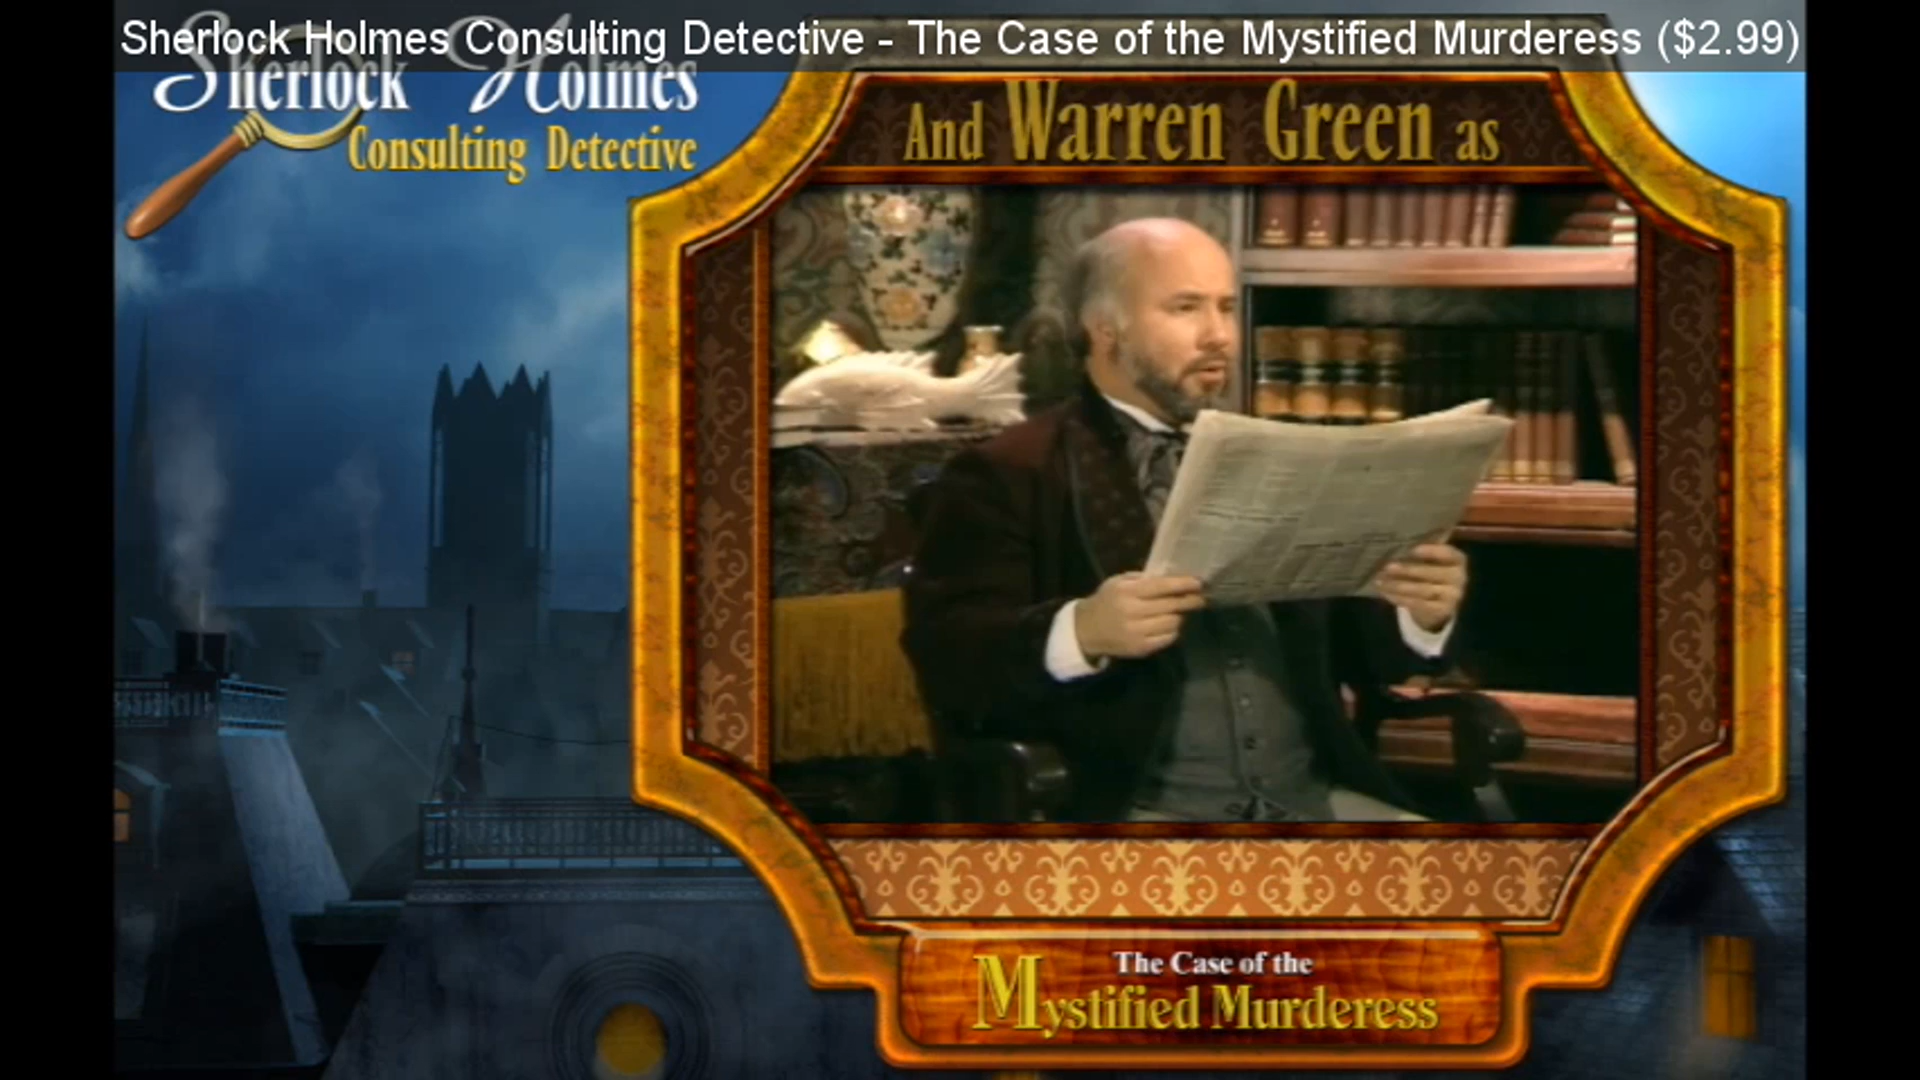 Sherlock Holmes Consulting Detective - The Case of the Mystified Murderess ($2.99)
Sherlock Holmes
Consulting Detective
And Warren Green as
The Case of the
Mystified Murderess